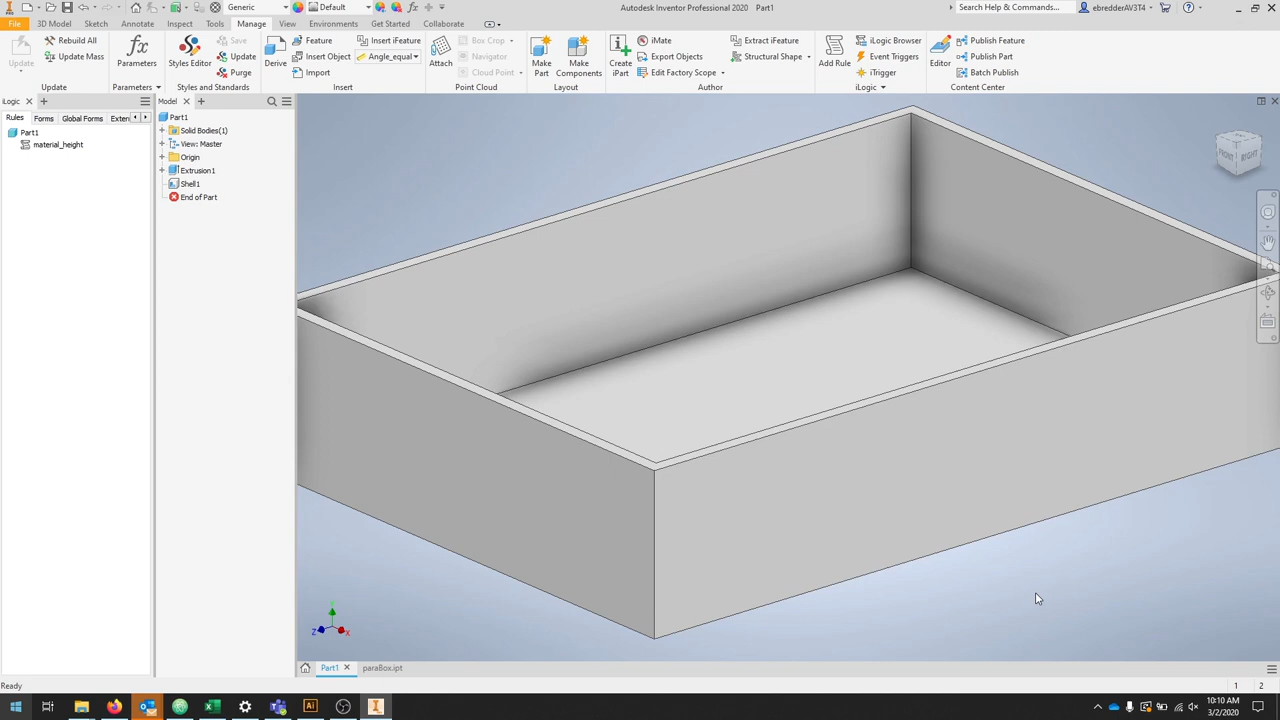 Generic
Default
Autodesk Inventor Professional 2020 Part1
Search Help & Commands...
ebredderAV3T4
File
3D Model
Sketch
Annotate
Inspect
Tools
Manage
View
Environments
Get Started
Collaborate
Update
Rebuild All
Update Mass
Update
Parameters
Parameters
Styles Editor
Save
Update
Purge
Styles and Standards
Derive
Feature
Insert Object
Import
Insert iFeature
Angle_equal
Insert
Attach
Box Crop
Navigator
Cloud Point
Point Cloud
Make Part
Make Components
Layout
Create iPart
iMate
Export Objects
Edit Factory Scope
Extract iFeature
Structural Shape
Author
Add Rule
iLogic Browser
Event Triggers
iTrigger
iLogic
Editor
Publish Feature
Publish Part
Batch Publish
Content Center
iLogic
Rules
Forms
Global Forms
Exter
Part1
material_height
Model
Part1
Solid Bodies(1)
View: Master
Origin
Extrusion1
Shell1
End of Part
RIGHT
Y
Z
X
Part1
paraBox.ipt
Ready
1
2
10:10 AM
3/2/2020